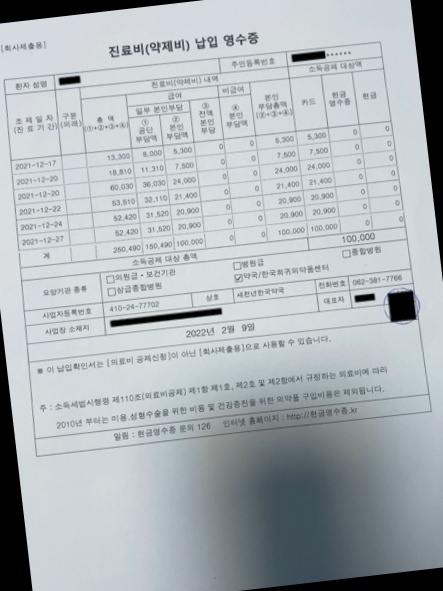 [회사제출용]
진료비(약제비) 납입 영수증
환자 성명 주민등록번호 ******
진료비(약제비) 내역 소득공제 대상액
조 제 일 자 (진 료 기 간) 구분 (외래) 총 액 (①+②+③+④) 급여 비급여 본인 부담총액 (②+③+④) 카드 현금 영수증 현금
일부 본인부담 ③ 전액 본인 부담 ④ 본인 부담액
① 공단 부담액 ② 본인 부담액
2021-12-17 13,300 8,000 5,300 0 0 5,300 5,300 0 0
2021-12-20 18,810 11,310 7,500 0 0 7,500 7,500 0 0
2021-12-20 60,030 36,030 24,000 0 0 24,000 24,000 0 0
2021-12-22 53,510 32,110 21,400 0 0 21,400 21,400 0 0
2021-12-24 52,420 31,520 20,900 0 0 20,900 20,900 0 0
2021-12-27 52,420 31,520 20,900 0 0 20,900 20,900 0 0
계 250,490 150,490 100,000 0 0 100,000 100,000 0 0
소득공제 대상 총액 100,000
요양기관 종류 □의원급·보건기관 □병원급 □종합병원
□상급종합병원 ☑약국/한국희귀의약품센터
사업자등록번호 410-24-77702 상호 새천년한국약국 전화번호 062-381-7766
사업장 소재지 대표자
2022년 2월 9일
※ 이 납입확인서는 [의료비 공제신청]이 아닌 [회사제출용]으로 사용할 수 있습니다.
주 : 소득세법시행령 제110조(의료비공제) 제1항 제1호, 제2호 및 제2항에서 규정하는 의료비에 따라
2010년 부터는 미용,성형수술을 위한 비용 및 건강증진을 위한 의약품 구입비용은 제외됩니다.
알림 : 현금영수증 문의 126 인터넷 홈페이지 : http://현금영수증.kr